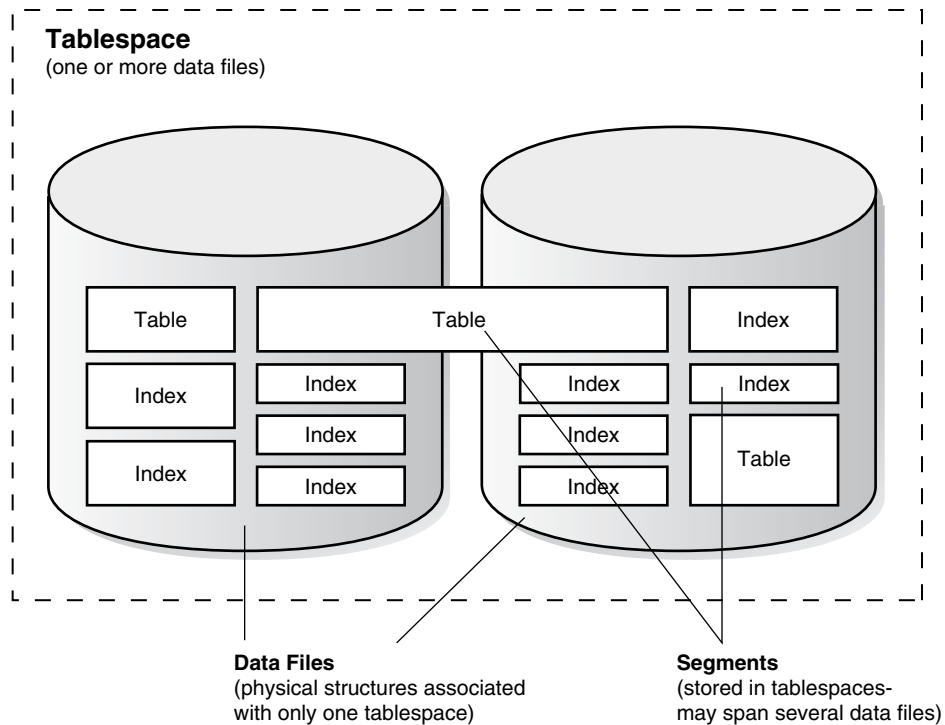 Tablespace
(one or more data files)
Table
Table
Index
Index
Index
Index
Index
Index
Index
Table
Index
Index
Index
Index
Data Files
(physical structures associated
with only one tablespace)
Segments
(stored in tablespaces-
may span several data files)